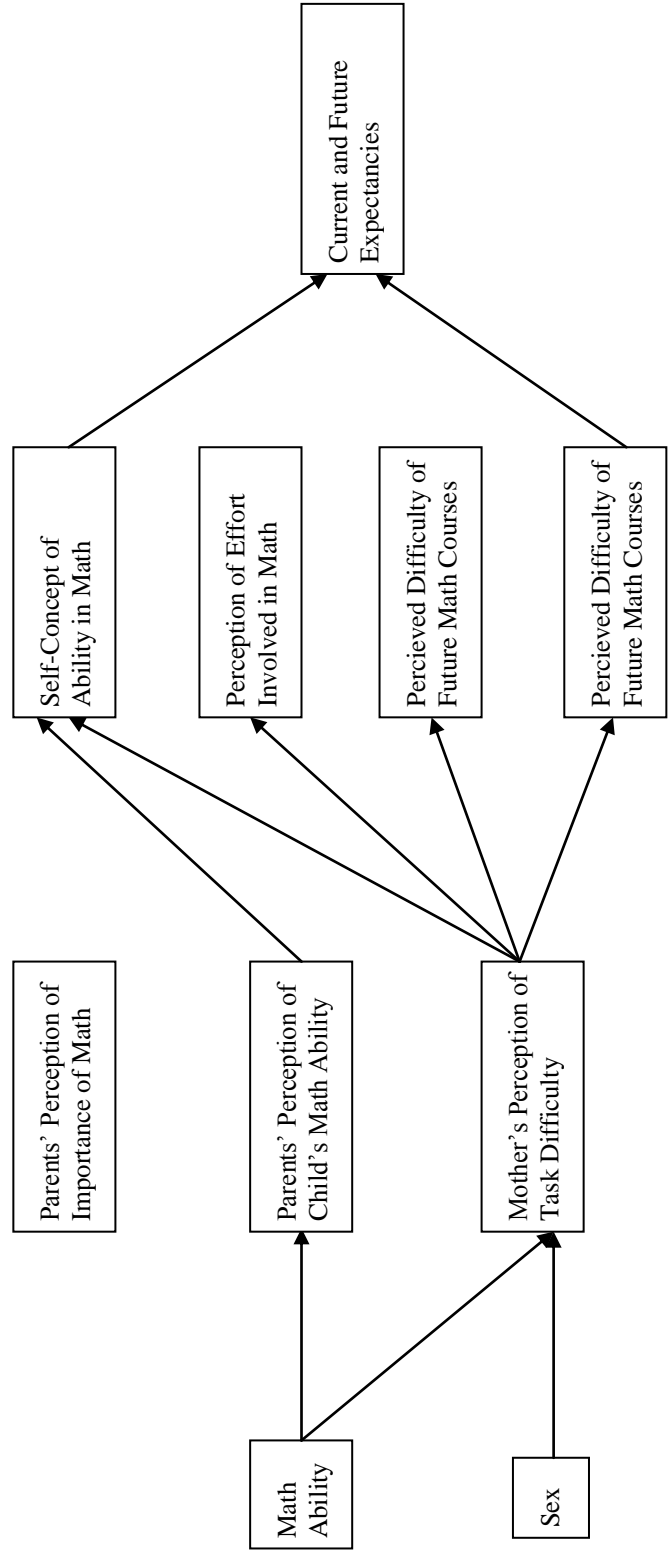 Math
Ability
Sex
Parents' Perception of
Importance of Math
Parents' Perception of
Child's Math Ability
Mother's Perception of
Task Difficulty
Self-Concept of
Ability in Math
Perception of Effort
Involved in Math
Percieved Difficulty of
Future Math Courses
Percieved Difficulty of
Future Math Courses
Current and Future
Expectancies